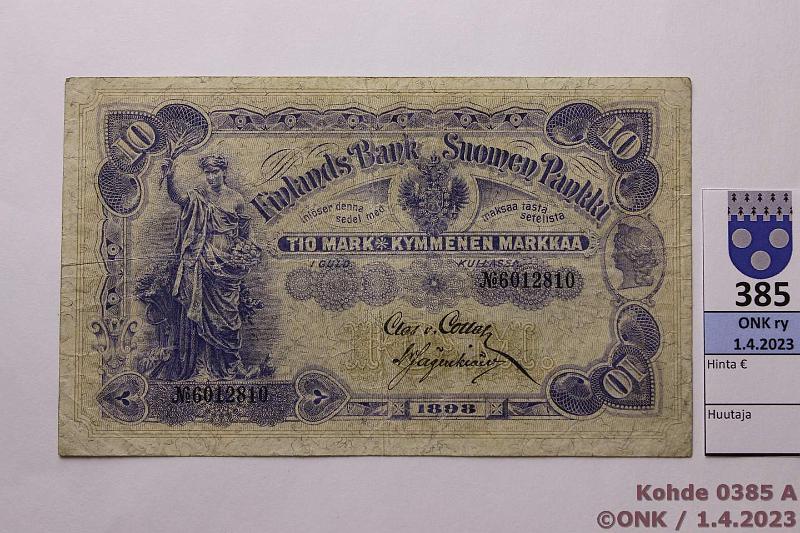 10
10
Finlands Bank Suomen Pankki
inlöser denna
sedel med
maksaa tästä
setelistä
TIO MARK * KYMMENEN MARKKAA
I GULD KULLASSA
№6012810
№6012810
10
1898
385
ONK ry
1.4.2023
Hinta €
Huutaja
Kohde 0385 A
©ONK / 1.4.2023